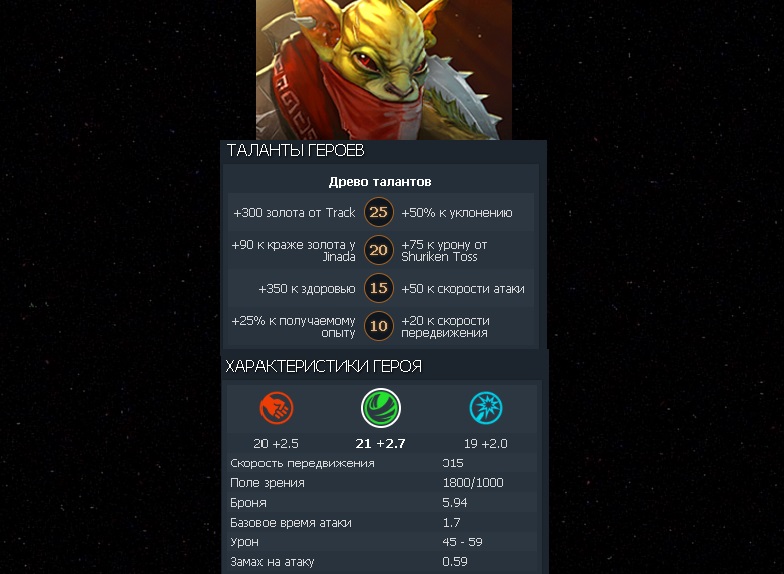 ТАЛАНТЫ ГЕРОЕВ
Древо талантов
+300 золота от Track 25 +50% к уклонению
+90 к краже золота у
Jinada
20
+75 к урону от
Shuriken Toss
+350 к здоровью 15 +50 к скорости атаки
+25% к получаемому
опыту
10
+20 к скорости
передвижения
ХАРАКТЕРИСТИКИ ГЕРОЯ
20 +2.5 21 +2.7 19 +2.0
Скорость передвижения 315
Поле зрения 1800/1000
Броня 5.94
Базовое время атаки 1.7
Урон 45 - 59
Замах на атаку 0.59